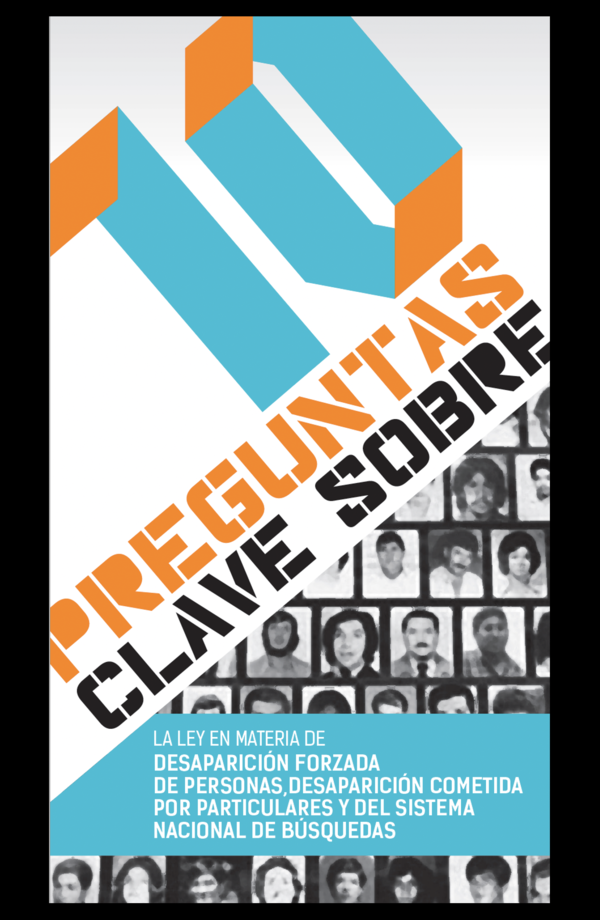 10
PREGUNTAS
CLAVE SOBRE
LA LEY EN MATERIA DE
DESAPARICIÓN FORZADA
DE PERSONAS,DESAPARICIÓN COMETIDA
POR PARTICULARES Y DEL SISTEMA
NACIONAL DE BÚSQUEDAS